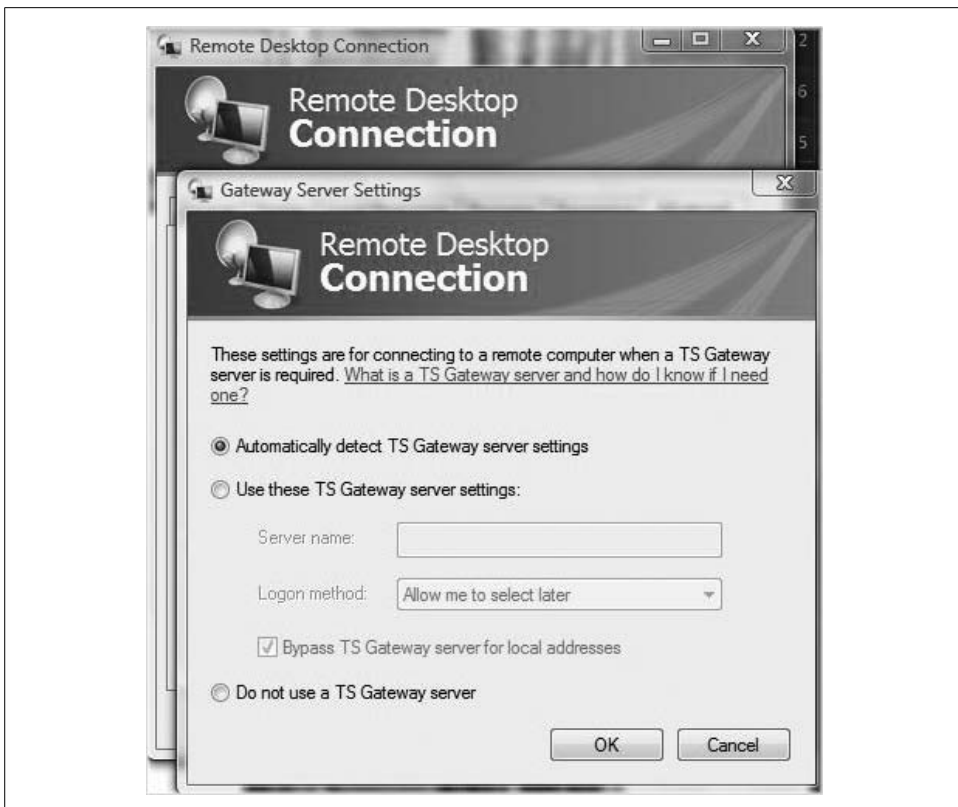 Remote Desktop Connection
2
Remote Desktop
6
Connection
5
Gateway Server Settings
Remote Desktop
Connection
These settings are for connecting to a remote computer when a TS Gateway
server is required. What is a TS Gateway server and how do I know if I need
one?
Automatically detect TS Gateway server settings
Use these TS Gateway server settings:
Server name:
Logon method: Allow me to select later
Bypass TS Gateway server for local addresses
Do not use a TS Gateway server
OK Cancel